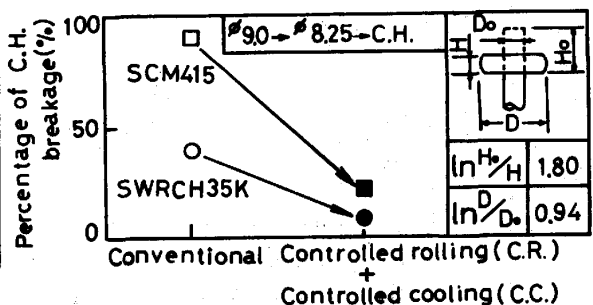 Percentage of C.H.
breakage(%)
100
50
0
ø9.0→ø8.25→C.H.
SCM415
SWRCH35K
Conventional Controlled rolling (C.R.)
+
Controlled cooling (C.C.)
D₀
H
H₀
D
ln H₀/H 1.80
ln D/D₀ 0.94